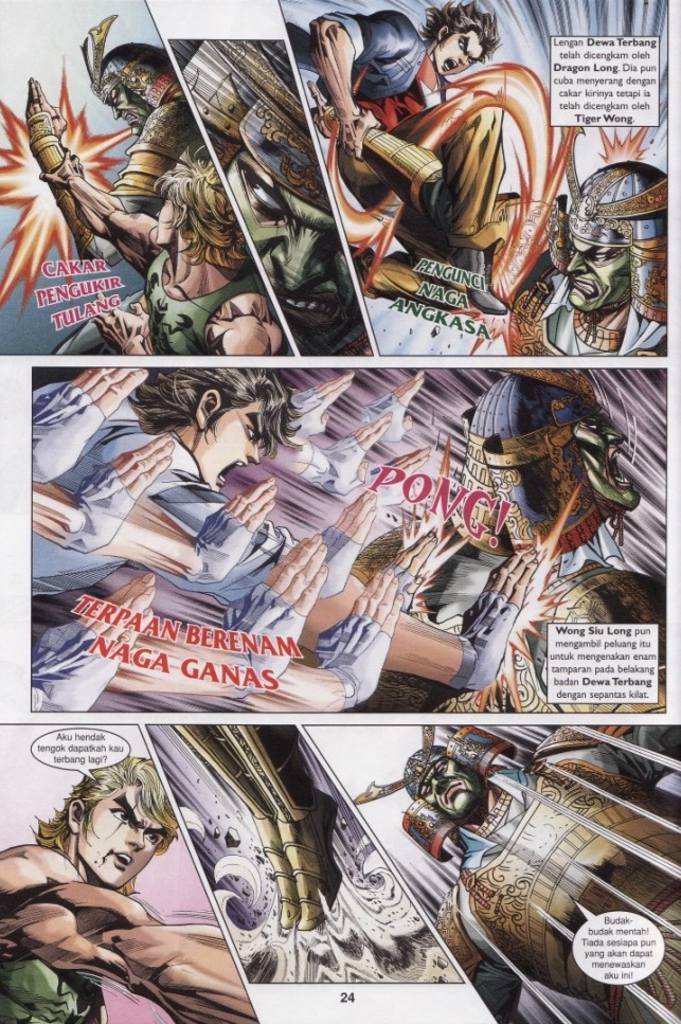 Lengan Dewa Terbang
telah dicengkam oleh
Dragon Long. Dia pun
cuba menyerang dengan
cakar kirinya tetapi ia
telah dicengkam oleh
Tiger Wong.
CAKAR
PENGUKIR
TULANG
PENGUNCI
NAGA
ANGKASA
PONG!
TERPAAN BERENAM
NAGA GANAS
Wong Siu Long pun
mengambil peluang itu
untuk mengenakan enam
tamparan pada belakang
badan Dewa Terbang
dengan sepantas kilat.
Aku hendak
tengok dapatkah kau
terbang lagi?
Budak-
budak mentah!
Tiada sesiapa pun
yang akan dapat
menewaskan
aku ini!
24